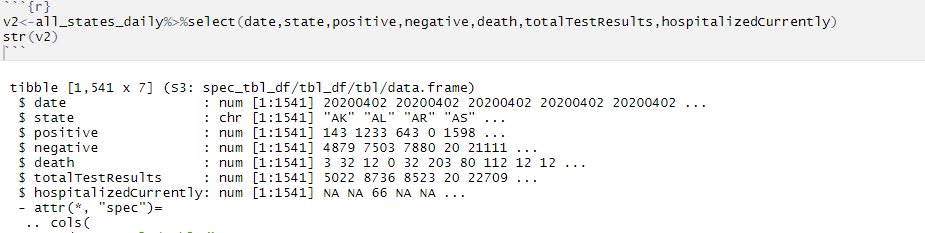 ```{r}
v2<-all_states_daily%>%select(date,state,positive,negative,death,totalTestResults,hospitalizedCurrently)
str(v2)
```
tibble [1,541 x 7] (S3: spec_tbl_df/tbl_df/tbl/data.frame)
 $ date                 : num [1:1541] 20200402 20200402 20200402 20200402 20200402 ...
 $ state                : chr [1:1541] "AK" "AL" "AR" "AS" ...
 $ positive             : num [1:1541] 143 1233 643 0 1598 ...
 $ negative             : num [1:1541] 4879 7503 7880 20 21111 ...
 $ death                : num [1:1541] 3 32 12 0 32 203 80 112 12 12 ...
 $ totalTestResults     : num [1:1541] 5022 8736 8523 20 22709 ...
 $ hospitalizedCurrently: num [1:1541] NA NA 66 NA NA ...
 - attr(*, "spec")=
  .. cols(